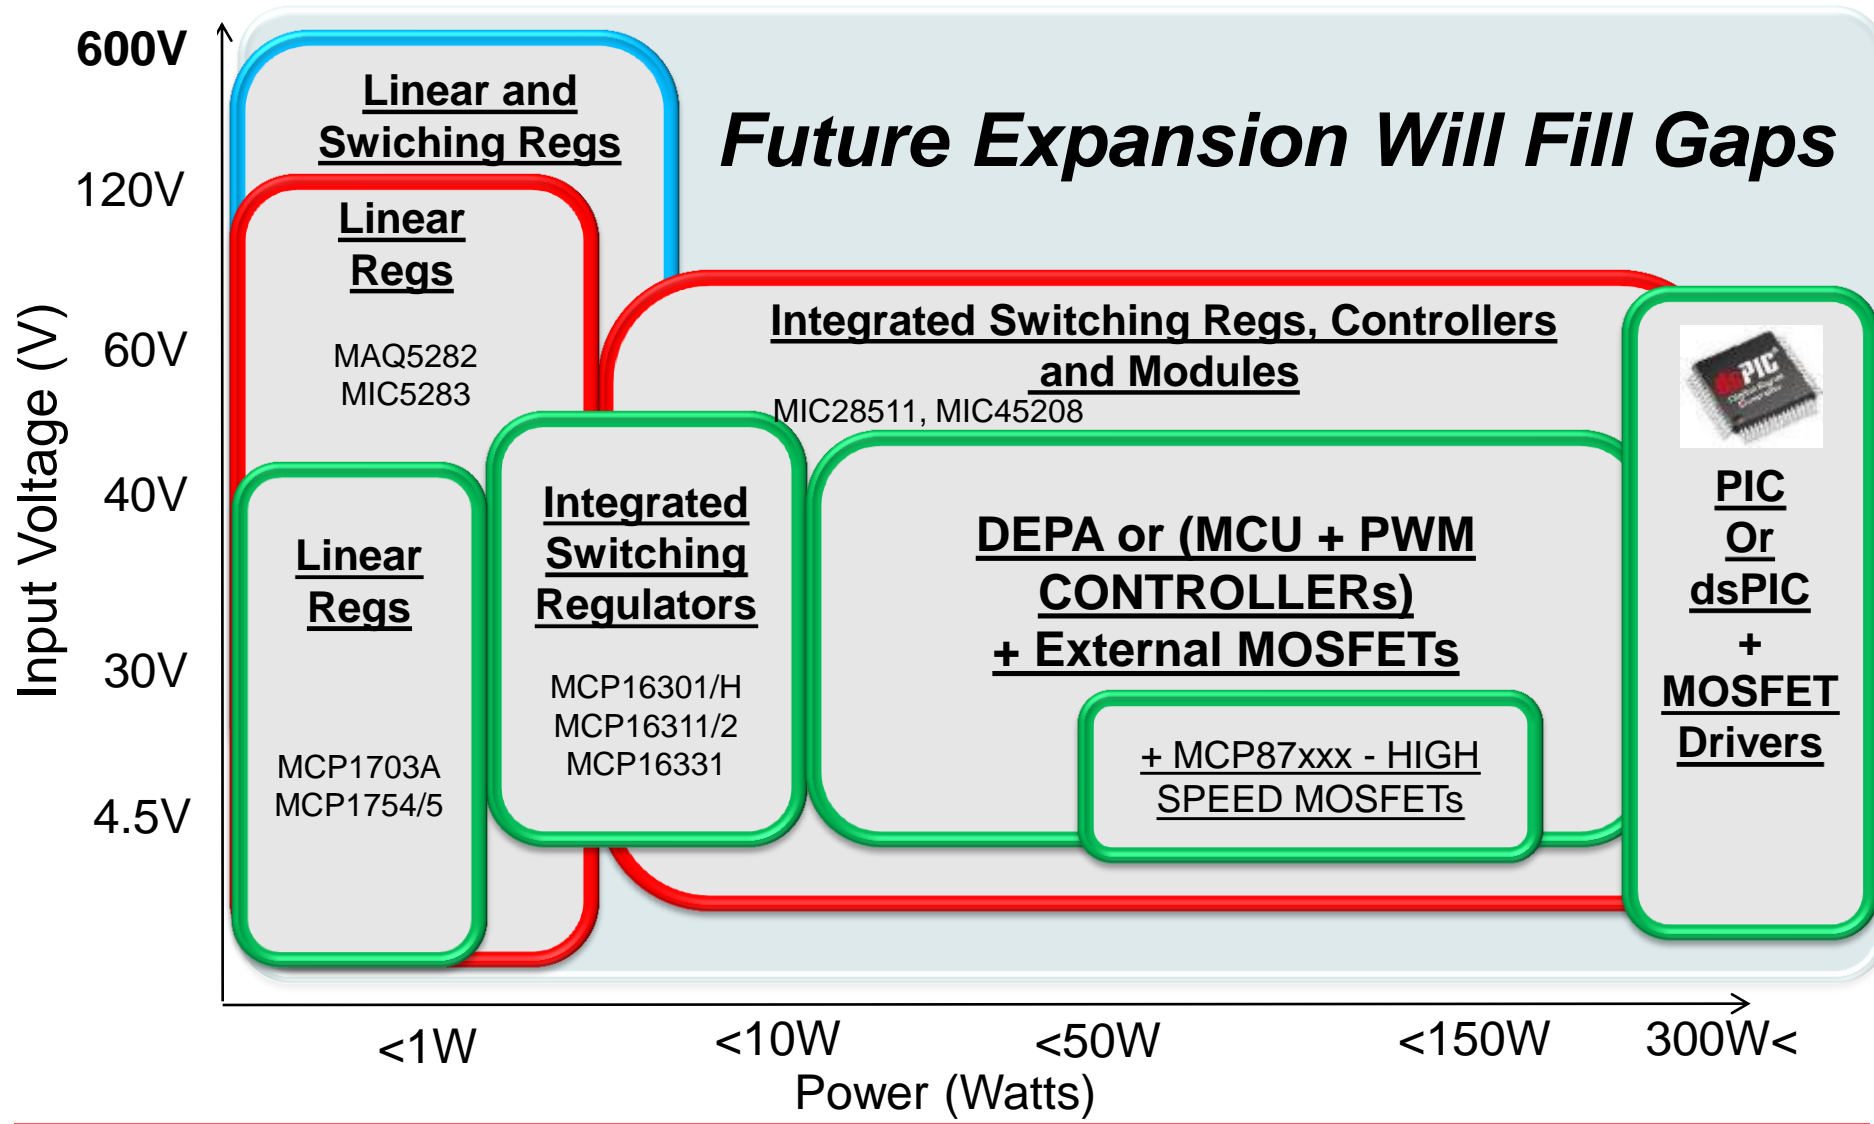 600V
120V
60V
40V
30V
4.5V
Input Voltage (V)
Linear and
Swiching Regs
Future Expansion Will Fill Gaps
Linear
Regs
MAQ5282
MIC5283
Integrated Switching Regs, Controllers
and Modules
MIC28511, MIC45208
Linear
Regs
MCP1703A
MCP1754/5
Integrated
Switching
Regulators
MCP16301/H
MCP16311/2
MCP16331
DEPA or (MCU + PWM
CONTROLLERs)
+ External MOSFETs
+ MCP87xxx - HIGH
SPEED MOSFETs
PIC
Or
dsPIC
+
MOSFET
Drivers
<1W
<10W
<50W
<150W
300W<
Power (Watts)